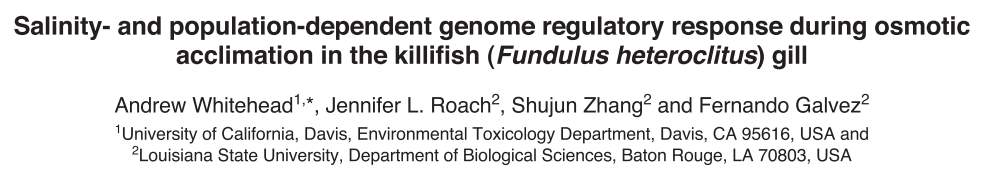 Salinity- and population-dependent genome regulatory response during osmotic
acclimation in the killifish (Fundulus heteroclitus) gill
Andrew Whitehead1,*, Jennifer L. Roach2, Shujun Zhang2 and Fernando Galvez2
1University of California, Davis, Environmental Toxicology Department, Davis, CA 95616, USA and
2Louisiana State University, Department of Biological Sciences, Baton Rouge, LA 70803, USA